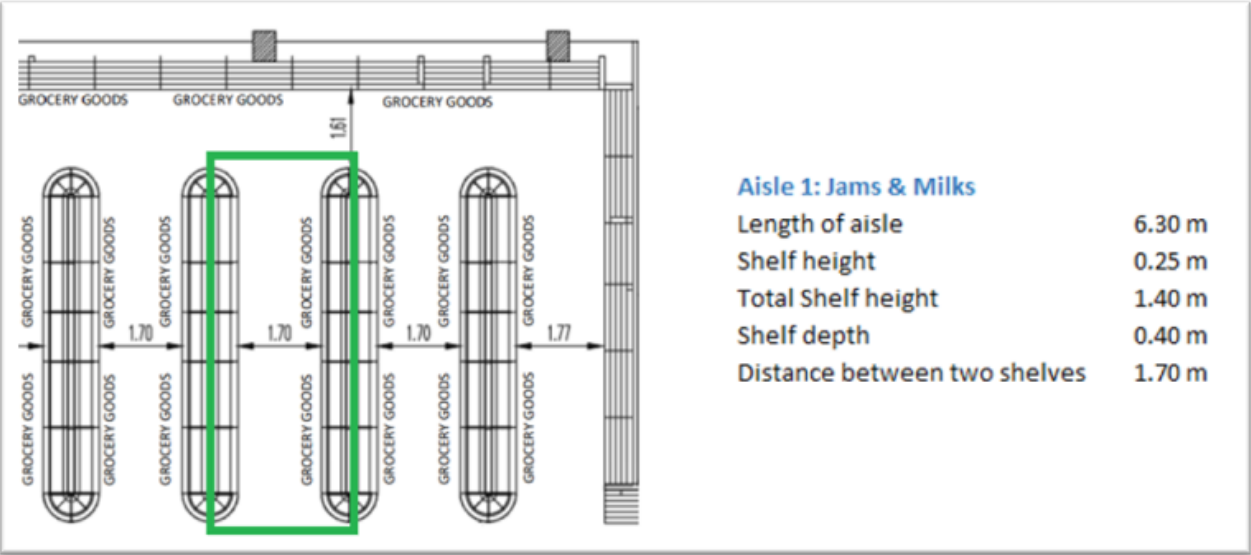 GROCERY GOODS GROCERY GOODS GROCERY GOODS
1.61
GROCERY GOODS GROCERY GOODS GROCERY GOODS GROCERY GOODS GROCERY GOODS GROCERY GOODS GROCERY GOODS
1.70 1.70 1.70 1.77
GROCERY GOODS GROCERY GOODS GROCERY GOODS GROCERY GOODS GROCERY GOODS GROCERY GOODS GROCERY GOODS
Aisle 1: Jams & Milks
Length of aisle 6.30 m
Shelf height 0.25 m
Total Shelf height 1.40 m
Shelf depth 0.40 m
Distance between two shelves 1.70 m